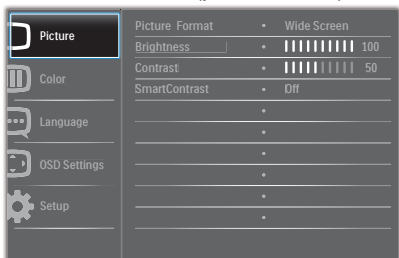 Picture
Color
Language
OSD Settings
Setup
Picture Format • Wide Screen
Brightness • 100
Contrast • 50
SmartContrast • Off
•
•
•
•
•